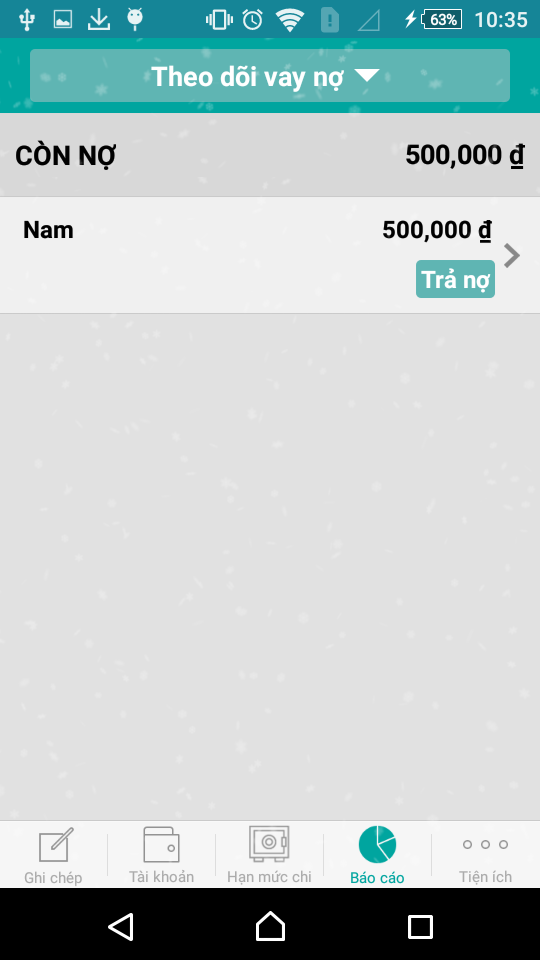 63% 10:35
Theo dõi vay nợ
CÒN NỢ 500,000 ₫
Nam 500,000 ₫
Trả nợ
Ghi chép Tài khoản Hạn mức chi Báo cáo Tiện ích